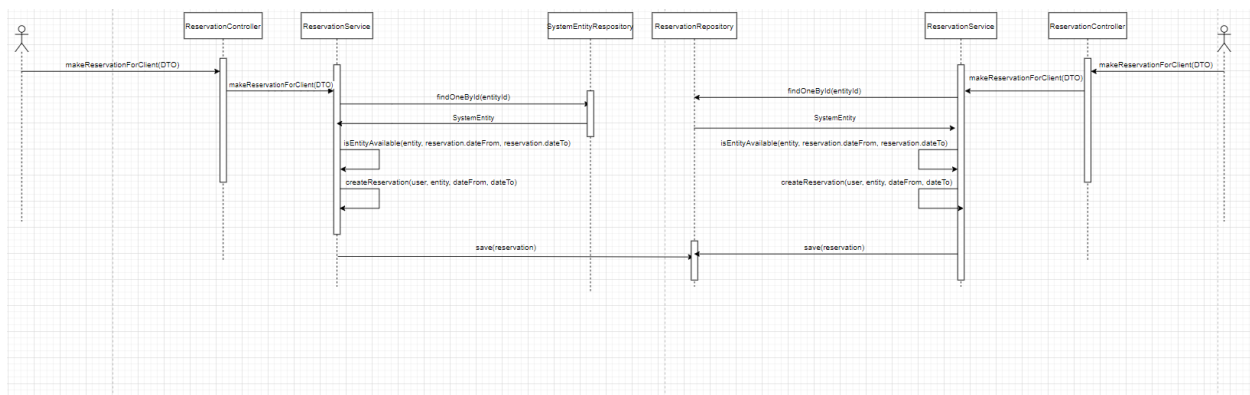 ReservationController
ReservationService
SystemEntityRespository
ReservationRepository
ReservationService
ReservationController
makeReservationForClient(DTO)
makeReservationForClient(DTO)
makeReservationForClient(DTO)
makeReservationForClient(DTO)
findOneById(entityId)
findOneById(entityId)
SystemEntity
SystemEntity
isEntityAvailable(entity, reservation.dateFrom, reservation.dateTo)
isEntityAvailable(entity, reservation.dateFrom, reservation.dateTo)
createReservation(user, entity, dateFrom, dateTo)
createReservation(user, entity, dateFrom, dateTo)
save(reservation)
save(reservation)